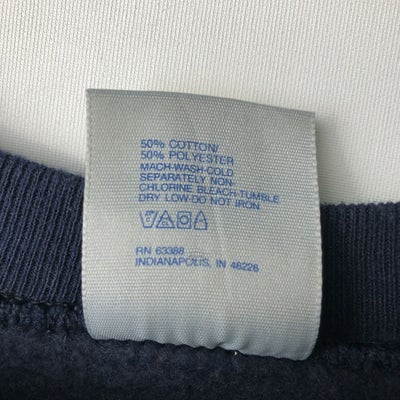 50% COTTON/
50% POLYESTER
MACH-WASH-COLD
SEPARATELY NON-
CHLORINE BLEACH-TUMBLE
DRY LOW-DO NOT IRON.
RN 63388
INDIANAPOLIS, IN 46226